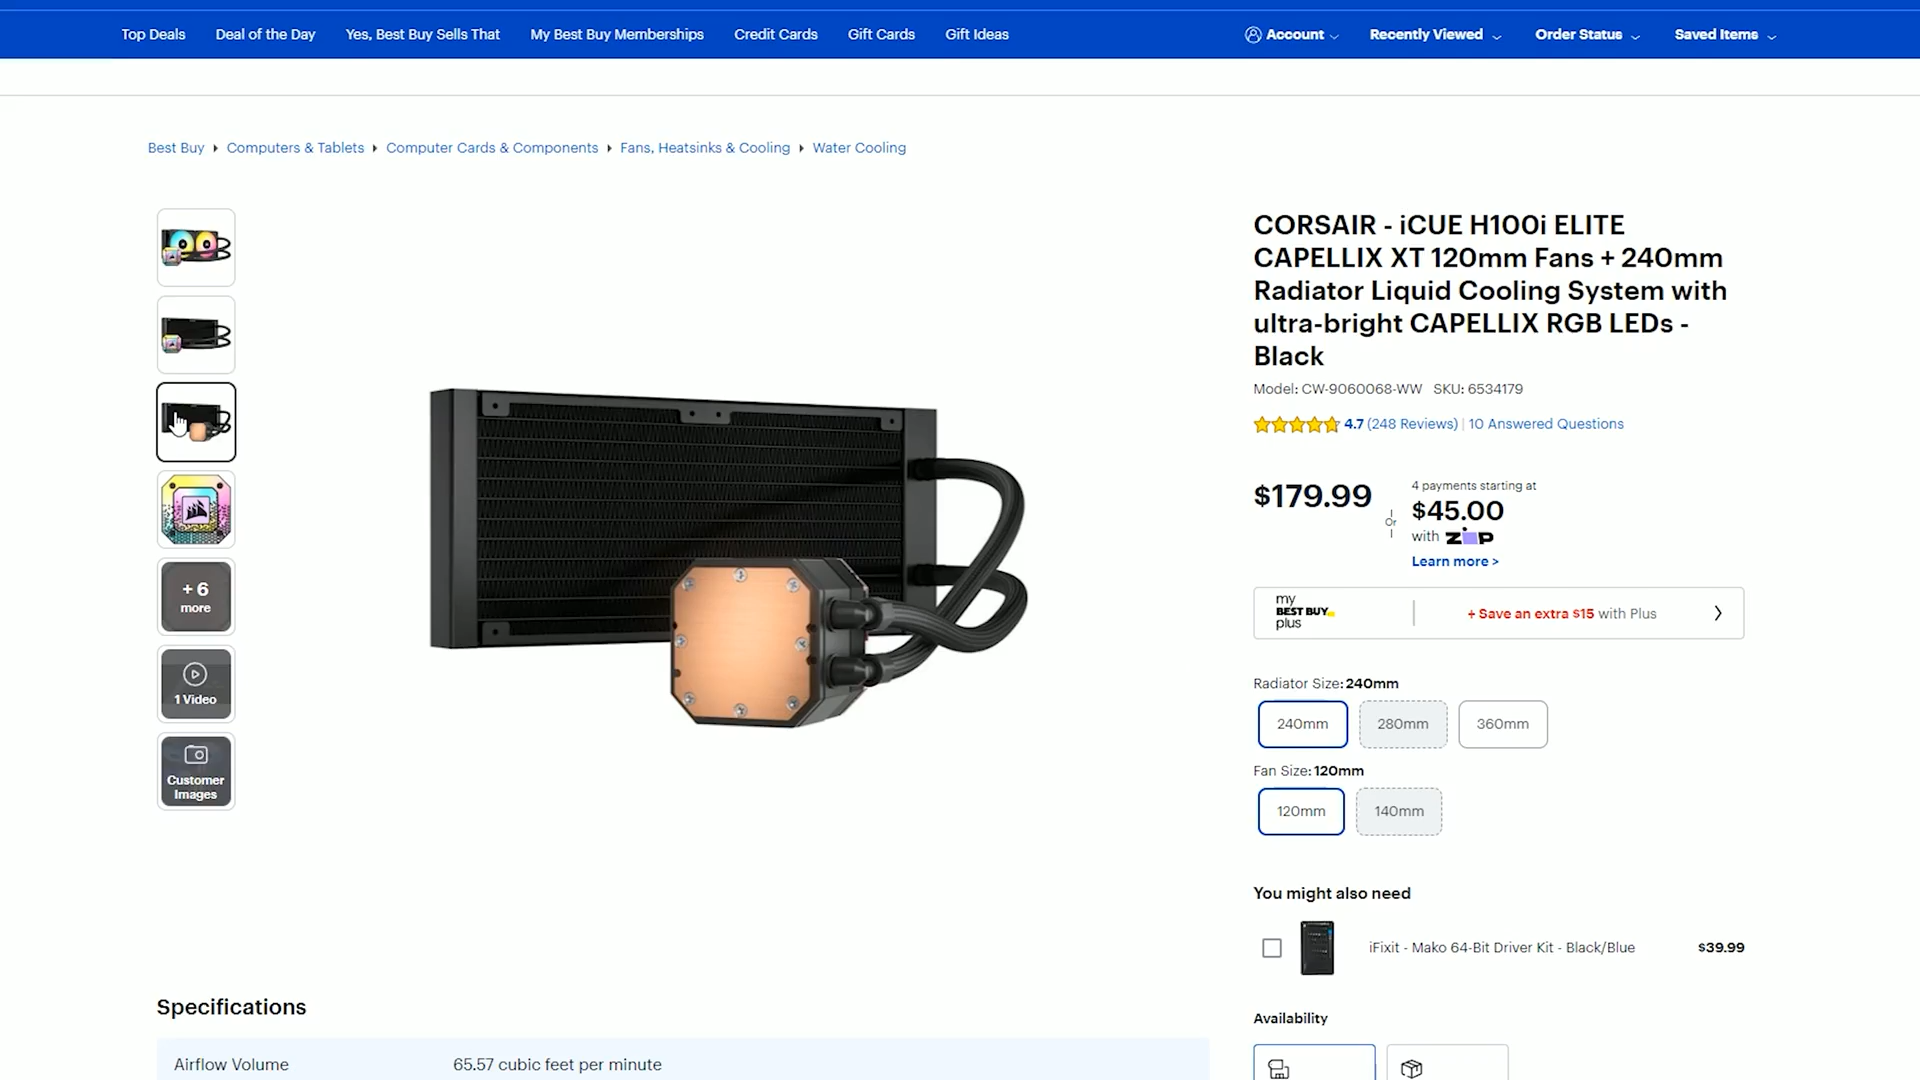 Top Deals
Deal of the Day
Yes, Best Buy Sells That
My Best Buy Memberships
Credit Cards
Gift Cards
Gift Ideas
Account
Recently Viewed
Order Status
Saved Items
Best Buy
Computers & Tablets
Computer Cards & Components
Fans, Heatsinks & Cooling
Water Cooling
+ 6
more
1 Video
Customer
Images
CORSAIR - iCUE H100i ELITE
CAPELLIX XT 120mm Fans + 240mm
Radiator Liquid Cooling System with
ultra-bright CAPELLIX RGB LEDs -
Black
Model: CW-9060068-WW SKU: 6534179
4.7 (248 Reviews) | 10 Answered Questions
$179.99
Or
4 payments starting at
$45.00
with ZIP
Learn more >
my
BEST BUY
plus
+ Save an extra $15 with Plus
Radiator Size: 240mm
240mm
280mm
360mm
Fan Size: 120mm
120mm
140mm
You might also need
iFixit - Mako 64-Bit Driver Kit - Black/Blue
$39.99
Availability
Specifications
Airflow Volume
65.57 cubic feet per minute